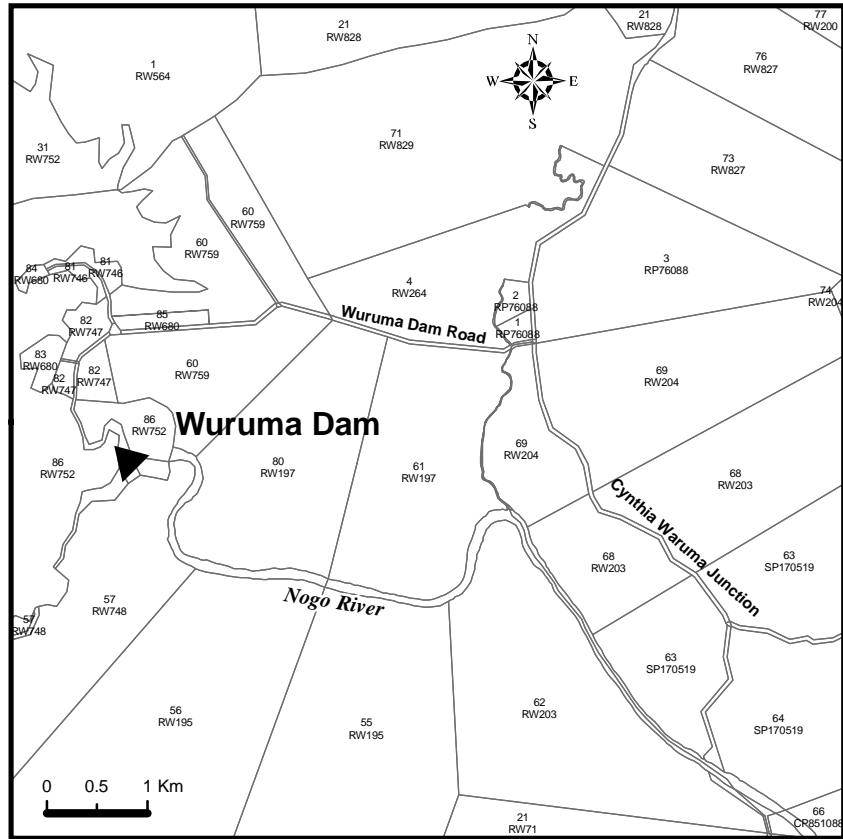 21
RW828
21
RW828
77
RW200
1
RW564
76
RW827
N
W
E
S
31
RW752
71
RW829
73
RW827
60
RW759
60
RW759
3
RP76088
84
RW680
81
RW746
81
RW746
4
RW264
2
RP76088
74
RW204
85
RW680
82
RW747
Wuruma Dam Road
1
RP76088
83
RW680
82
RW747
82
RW747
60
RW759
69
RW204
86
RW752
Wuruma Dam
69
RW204
86
RW752
80
RW197
61
RW197
68
RW203
Cynthia Waruma Junction
68
RW203
63
SP170519
57
RW748
57
RW748
Nogo River
63
SP170519
56
RW195
55
RW195
62
RW203
64
SP170519
0 0.5 1 Km
21
RW71
66
CP851088